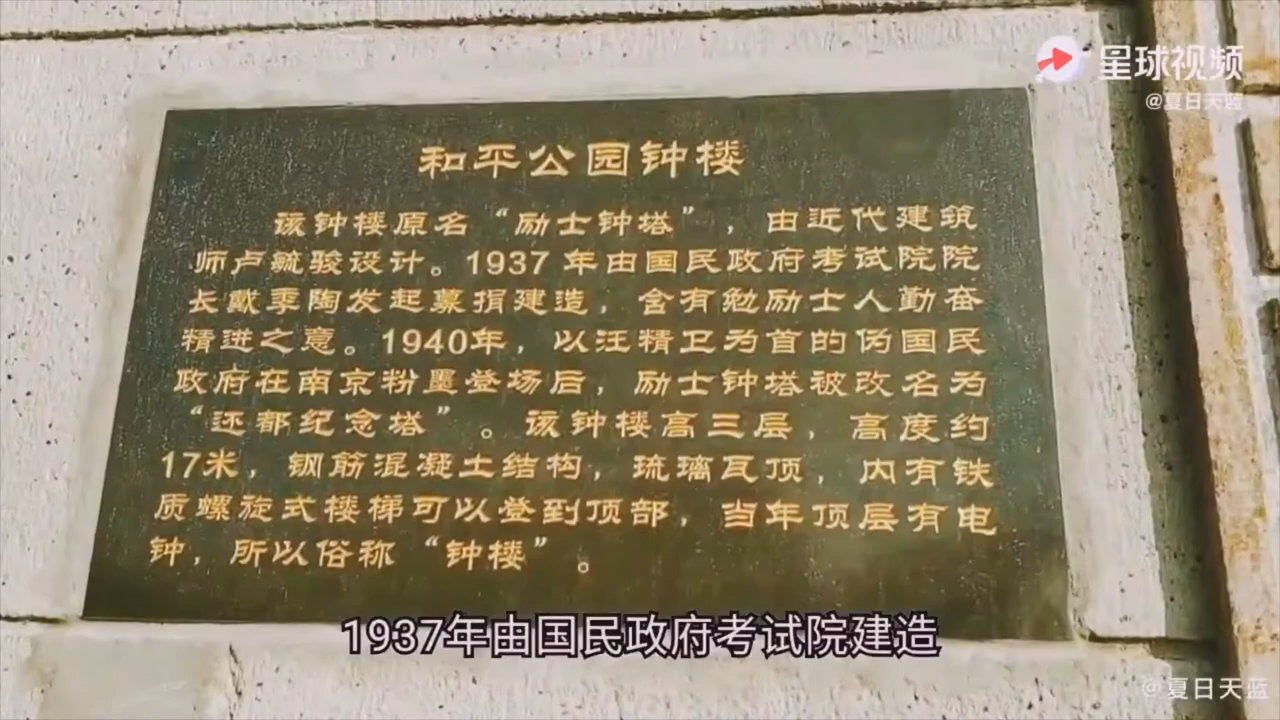 星球视频
@夏日天蓝
和平公园钟楼
该钟楼原名“励士钟塔”，由近代建筑
师卢毓骏设计。1937年由国民政府考试院院
长戴季陶发起募捐建造，含有勉励士人勤奋
精进之意。1940年，以汪精卫为首的伪国民
政府在南京粉墨登场后，励士钟塔被改名为
“还都纪念塔”。该钟楼高三层，高度约
17米，钢筋混凝土结构，琉璃瓦顶，内有铁
质螺旋式楼梯可以登到顶部，当年顶层有电
钟，所以俗称“钟楼”。
1937年由国民政府考试院建造
@夏日天蓝